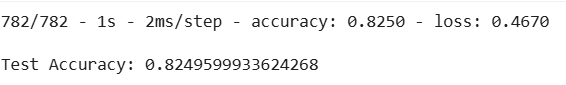 782/782 - 1s - 2ms/step - accuracy: 0.8250 - loss: 0.4670
Test Accuracy: 0.8249599933624268